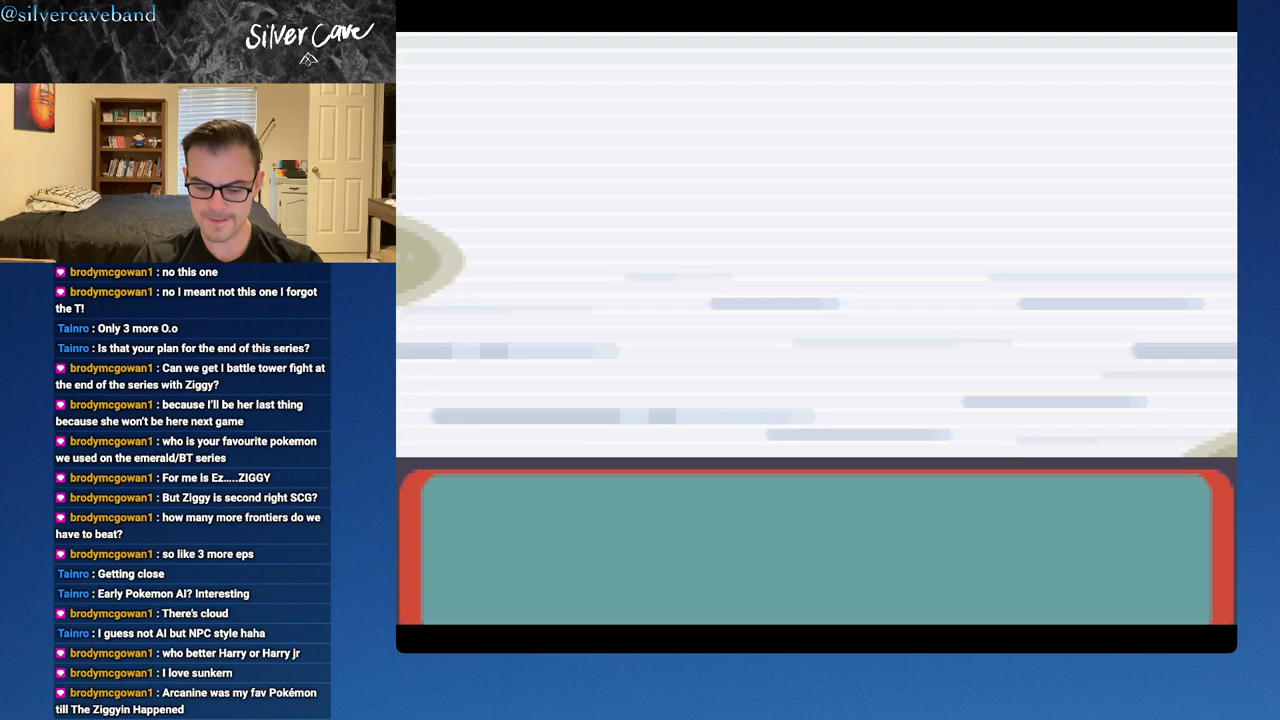 @silvercaveband
Silver Cave
brodymcgowan1 : no this one
brodymcgowan1 : no I meant not this one I forgot
the T!
Tainro : Only 3 more O.o
Tainro : Is that your plan for the end of this series?
brodymcgowan1 : Can we get I battle tower fight at
the end of the series with Ziggy?
brodymcgowan1 : because I'll be her last thing
because she won't be here next game
brodymcgowan1 : who is your favourite pokemon
we used on the emerald/BT series
brodymcgowan1 : For me is Ez.....ZIGGY
brodymcgowan1 : But Ziggy is second right SCG?
brodymcgowan1 : how many more frontiers do we
have to beat?
brodymcgowan1 : so like 3 more eps
Tainro : Getting close
Tainro : Early Pokemon AI? Interesting
brodymcgowan1 : There's cloud
Tainro : I guess not AI but NPC style haha
brodymcgowan1 : who better Harry or Harry jr
brodymcgowan1 : I love sunkern
brodymcgowan1 : Arcanine was my fav Pokémon
till The Ziggyin Happened